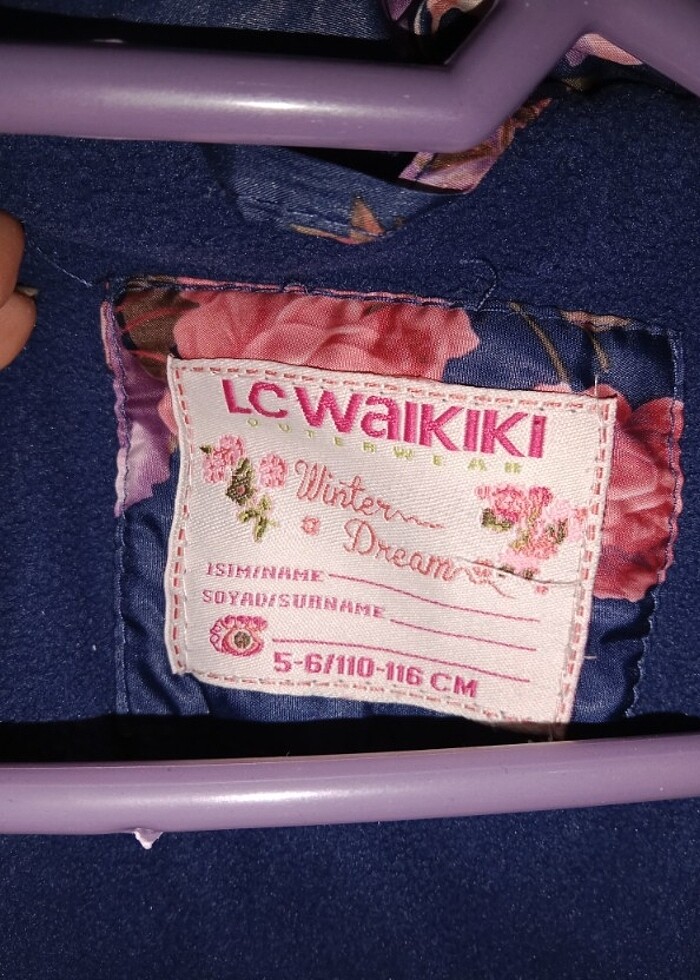 LC WAIKIKI
OUTERWEAR
Winter
Dream
ISIM/NAME
SOYAD/SURNAME
5-6/110-116 CM